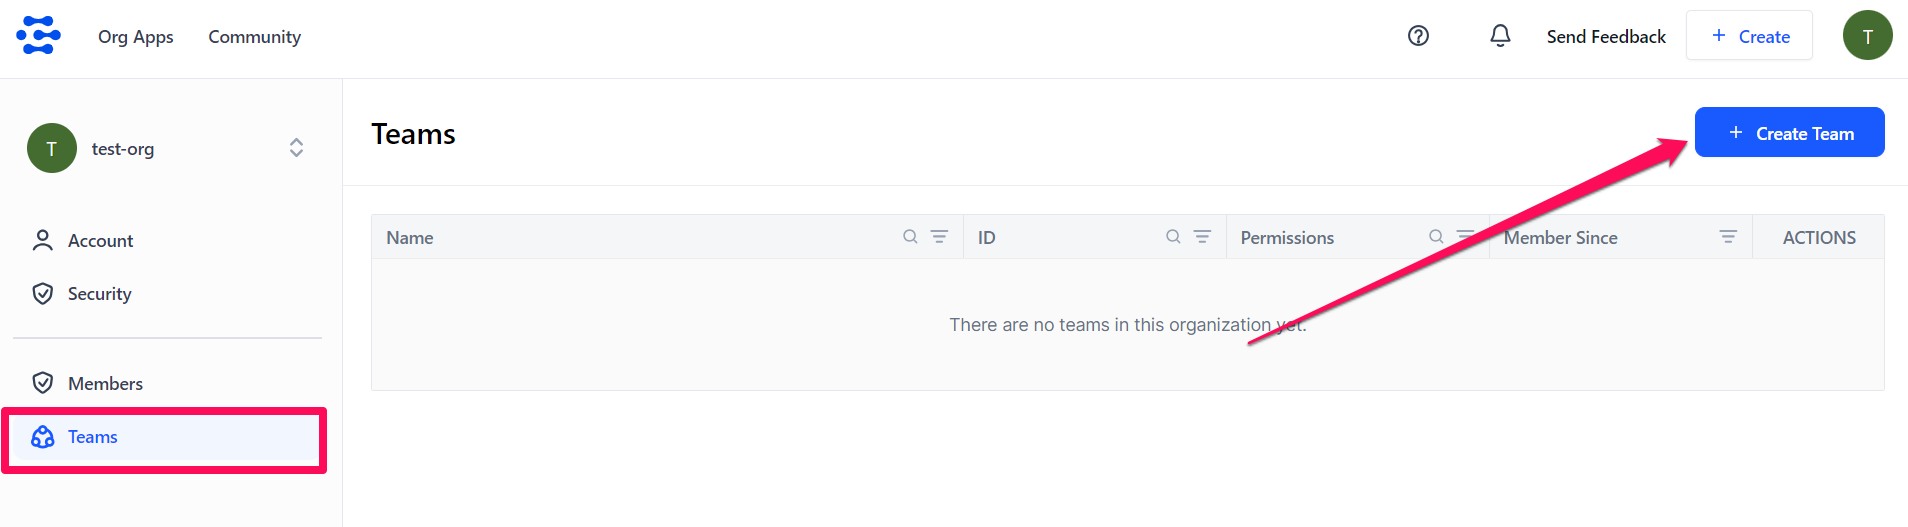 Org Apps Community Send Feedback + Create T
T test-org
Account
Security
Members
Teams
Teams
+ Create Team
Name ID Permissions Member Since ACTIONS
There are no teams in this organization yet.